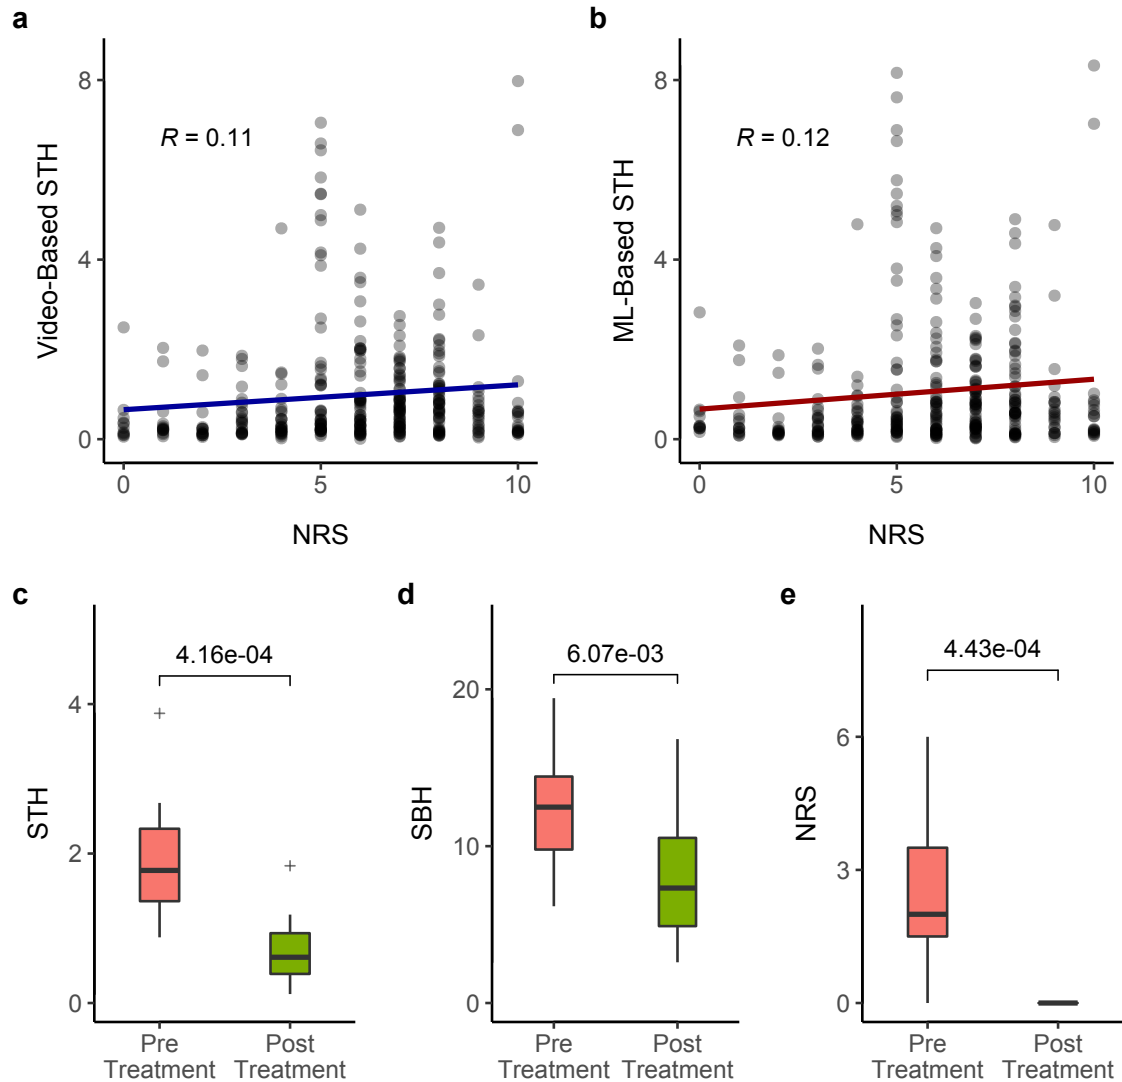 a
Video-Based STH
8
4
0
R = 0.11
0
5
10
NRS
b
ML-Based STH
8
4
0
R = 0.12
0
5
10
NRS
c
STH
4
2
0
4.16e-04
Pre
Treatment
Post
Treatment
d
SBH
20
10
0
6.07e-03
Pre
Treatment
Post
Treatment
e
NRS
6
3
0
4.43e-04
Pre
Treatment
Post
Treatment